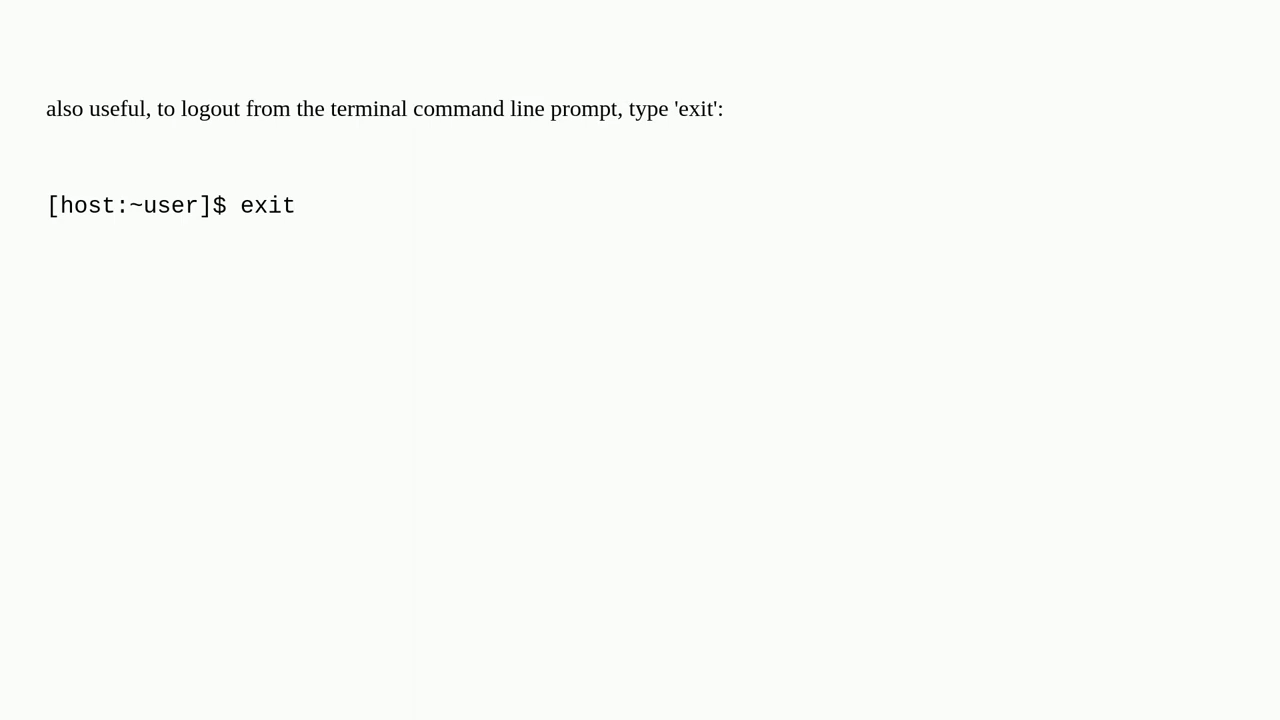 also useful, to logout from the terminal command line prompt, type 'exit':
[host:~user]$ exit